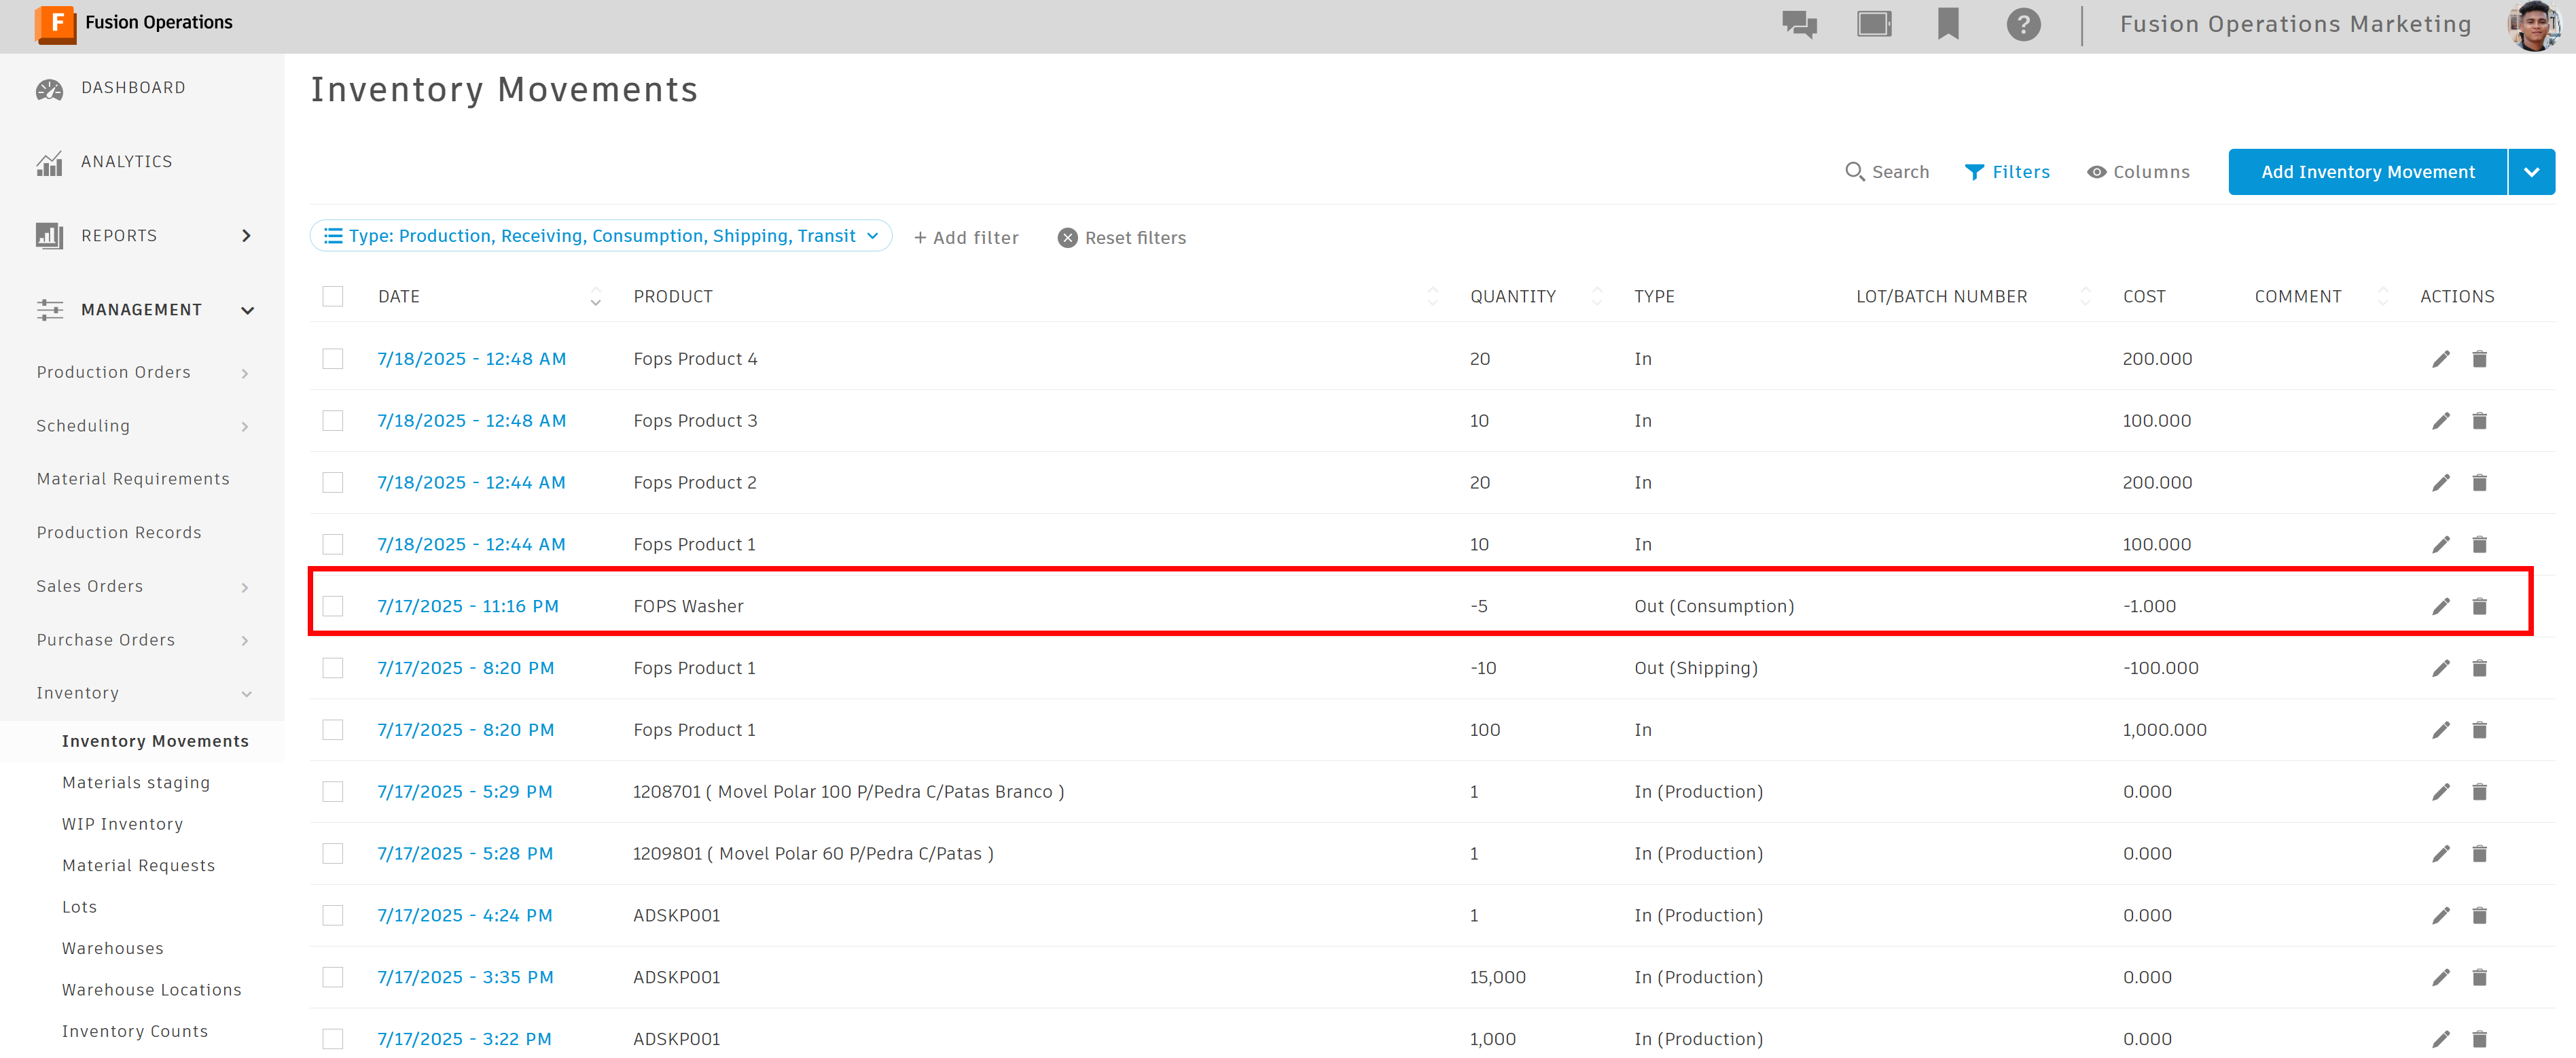 F Fusion Operations
? Fusion Operations Marketing
DASHBOARD
ANALYTICS
REPORTS
MANAGEMENT
Production Orders
Scheduling
Material Requirements
Production Records
Sales Orders
Purchase Orders
Inventory
Inventory Movements
Materials staging
WIP Inventory
Material Requests
Lots
Warehouses
Warehouse Locations
Inventory Counts
Inventory Movements
Search Filters Columns Add Inventory Movement
Type: Production, Receiving, Consumption, Shipping, Transit + Add filter Reset filters
DATE PRODUCT QUANTITY TYPE LOT/BATCH NUMBER COST COMMENT ACTIONS
7/18/2025 - 12:48 AM Fops Product 4 20 In 200.000
7/18/2025 - 12:48 AM Fops Product 3 10 In 100.000
7/18/2025 - 12:44 AM Fops Product 2 20 In 200.000
7/18/2025 - 12:44 AM Fops Product 1 10 In 100.000
7/17/2025 - 11:16 PM FOPS Washer -5 Out (Consumption) -1.000
7/17/2025 - 8:20 PM Fops Product 1 -10 Out (Shipping) -100.000
7/17/2025 - 8:20 PM Fops Product 1 100 In 1,000.000
7/17/2025 - 5:29 PM 1208701 ( Movel Polar 100 P/Pedra C/Patas Branco ) 1 In (Production) 0.000
7/17/2025 - 5:28 PM 1209801 ( Movel Polar 60 P/Pedra C/Patas ) 1 In (Production) 0.000
7/17/2025 - 4:24 PM ADSKP001 1 In (Production) 0.000
7/17/2025 - 3:35 PM ADSKP001 15,000 In (Production) 0.000
7/17/2025 - 3:22 PM ADSKP001 1,000 In (Production) 0.000